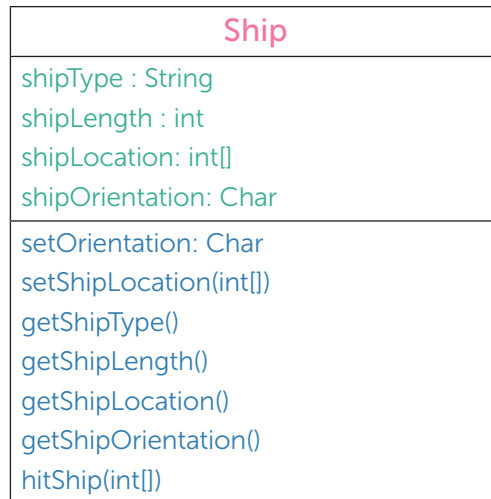 Ship
shipType : String
shipLength : int
shipLocation: int[]
shipOrientation: Char
setOrientation: Char
setShipLocation(int[])
getShipType()
getShipLength()
getShipLocation()
getShipOrientation()
hitShip(int[])